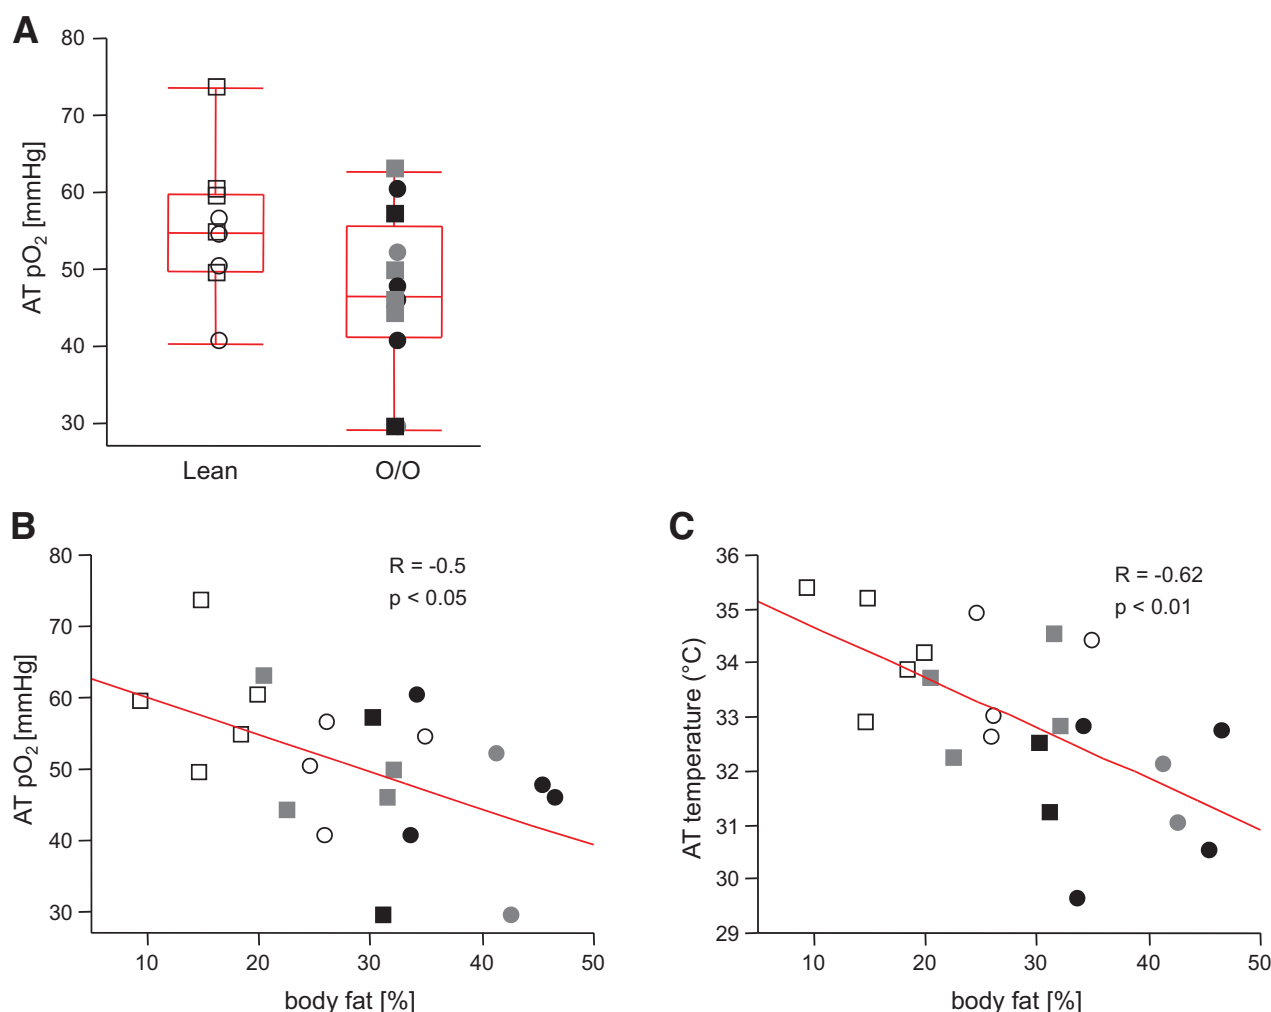 A
80
70
60
50
40
30
AT pO2 [mmHg]
Lean O/O
B
80
70
60
50
40
30
AT pO2 [mmHg]
R = -0.5
p < 0.05
10 20 30 40 50
body fat [%]
C
36
35
34
33
32
31
30
29
AT temperature (°C)
R = -0.62
p < 0.01
10 20 30 40 50
body fat [%]